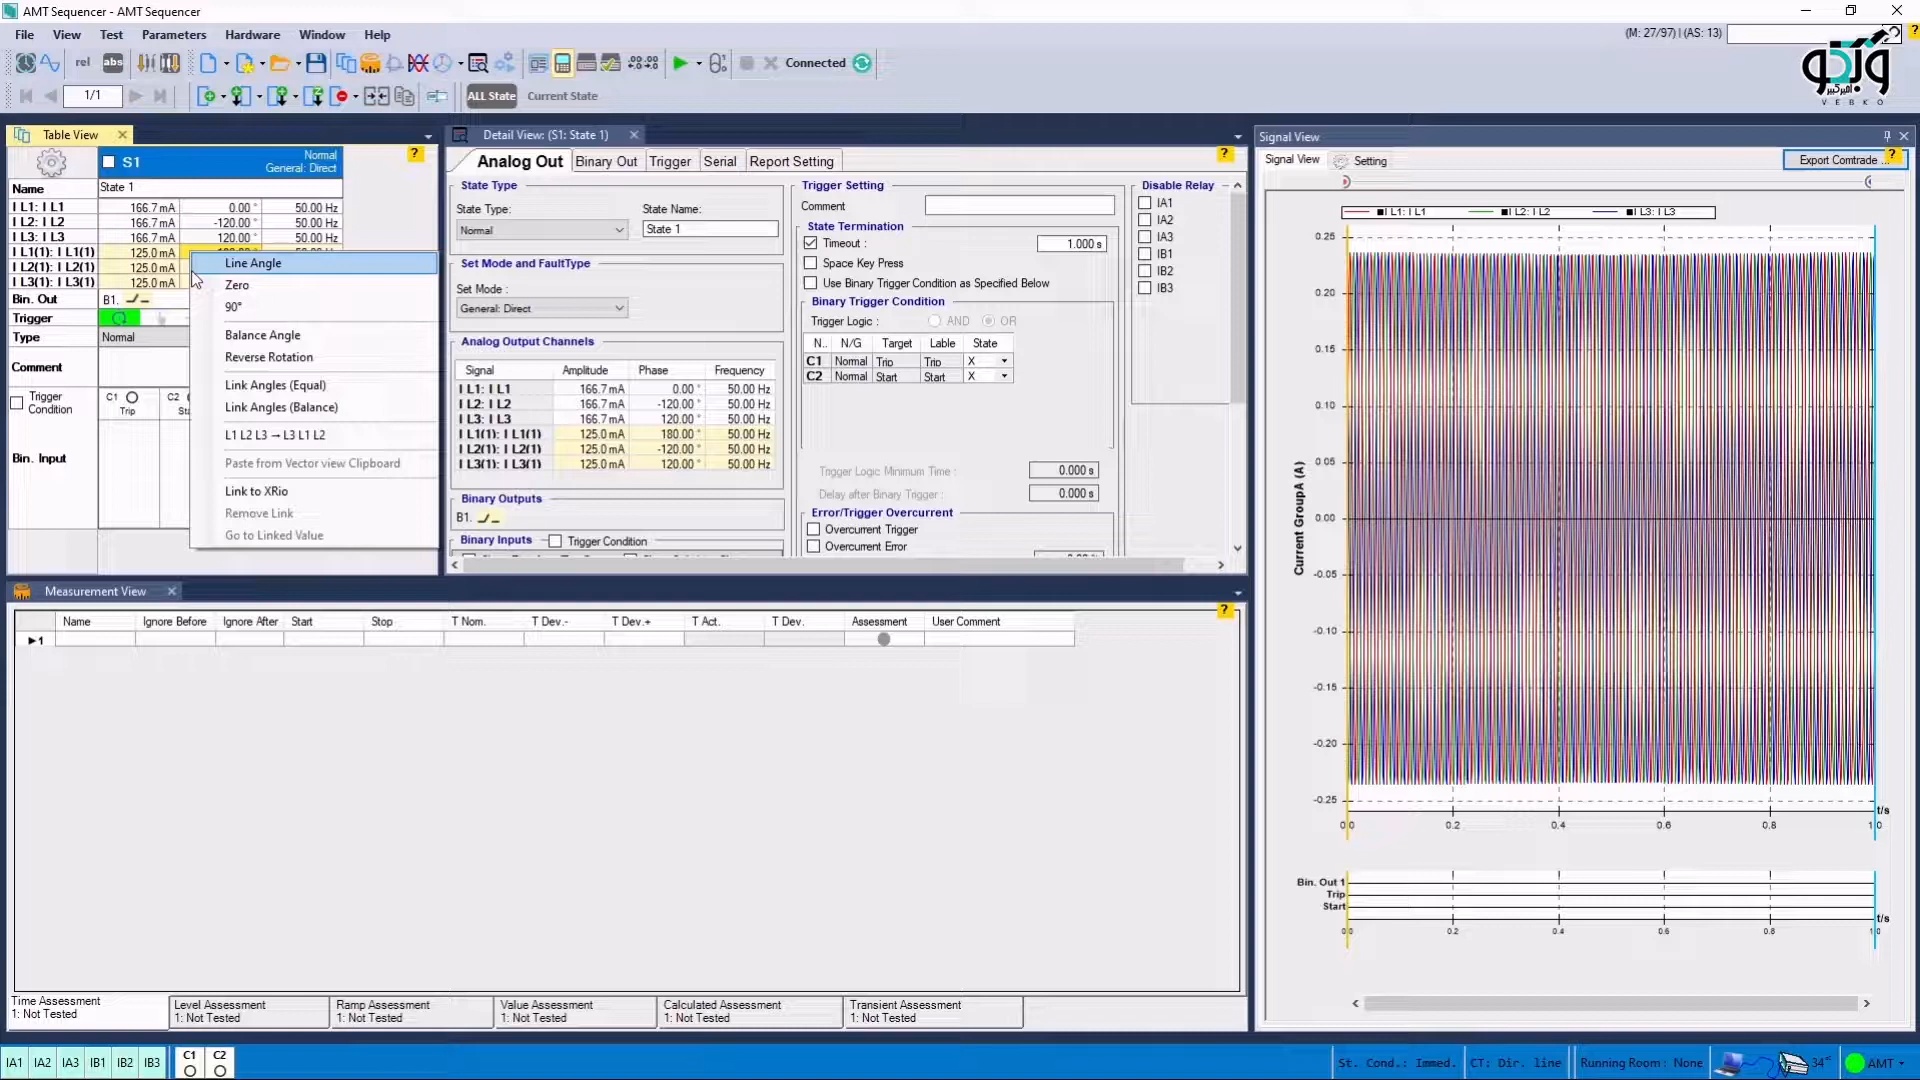 AMT Sequencer - AMT Sequencer
File View Test Parameters Hardware Window Help
(M: 27/97) | (AS: 13)
rel abs Connected
1/1 ALL State Current State
وبکو
امیرکبیر
VEBKO
Table View
S1 Normal
General: Direct
Name State 1
I L1: I L1 166.7 mA 0.00 ° 50.00 Hz
I L2: I L2 166.7 mA -120.00 ° 50.00 Hz
I L3: I L3 166.7 mA 120.00 ° 50.00 Hz
I L1(1): I L1(1) 125.0 mA
I L2(1): I L2(1) 125.0 mA
I L3(1): I L3(1) 125.0 mA
Bin. Out B1.
Trigger
Type Normal
Comment
Trigger Condition C1 Trip C2
Bin. Input
Line Angle
Zero
90°
Balance Angle
Reverse Rotation
Link Angles (Equal)
Link Angles (Balance)
L1 L2 L3 → L3 L1 L2
Paste from Vector view Clipboard
Link to XRio
Remove Link
Go to Linked Value
Detail View: (S1: State 1)
Analog Out Binary Out Trigger Serial Report Setting
State Type
State Type: State Name:
Normal State 1
Set Mode and FaultType
Set Mode :
General: Direct
Analog Output Channels
Signal Amplitude Phase Frequency
I L1: I L1 166.7 mA 0.00 ° 50.00 Hz
I L2: I L2 166.7 mA -120.00 ° 50.00 Hz
I L3: I L3 166.7 mA 120.00 ° 50.00 Hz
I L1(1): I L1(1) 125.0 mA 180.00 ° 50.00 Hz
I L2(1): I L2(1) 125.0 mA -120.00 ° 50.00 Hz
I L3(1): I L3(1) 125.0 mA 120.00 ° 50.00 Hz
Binary Outputs
B1.
Binary Inputs Trigger Condition
Trigger Setting
Comment
State Termination
Timeout : 1.000 s
Space Key Press
Use Binary Trigger Condition as Specified Below
Binary Trigger Condition
Trigger Logic : AND OR
N.. N/G Target Lable State
C1 Normal Trip Trip X
C2 Normal Start Start X
Trigger Logic Minimum Time : 0.000 s
Delay after Binary Trigger : 0.000 s
Error/Trigger Overcurrent
Overcurrent Trigger
Overcurrent Error
Disable Relay
IA1
IA2
IA3
IB1
IB2
IB3
Signal View
Signal View Setting Export Comtrade ...
I L1: I L1 I L2: I L2 I L3: I L3
Current GroupA (A)
0.25
0.20
0.15
0.10
0.05
0.00
-0.05
-0.10
-0.15
-0.20
-0.25
t/s
0.0 0.2 0.4 0.6 0.8 1.0
Bin. Out 1
Trip
Start
t/s
0.0 0.2 0.4 0.6 0.8 1.0
Measurement View
Name Ignore Before Ignore After Start Stop T Nom. T Dev.- T Dev.+ T Act. T Dev. Assessment User Comment
1
Time Assessment
1: Not Tested
Level Assessment
1: Not Tested
Ramp Assessment
1: Not Tested
Value Assessment
1: Not Tested
Calculated Assessment
1: Not Tested
Transient Assessment
1: Not Tested
IA1 IA2 IA3 IB1 IB2 IB3 C1 C2
St. Cond.: Immed. CT: Dir. line Running Room : None 34° AMT